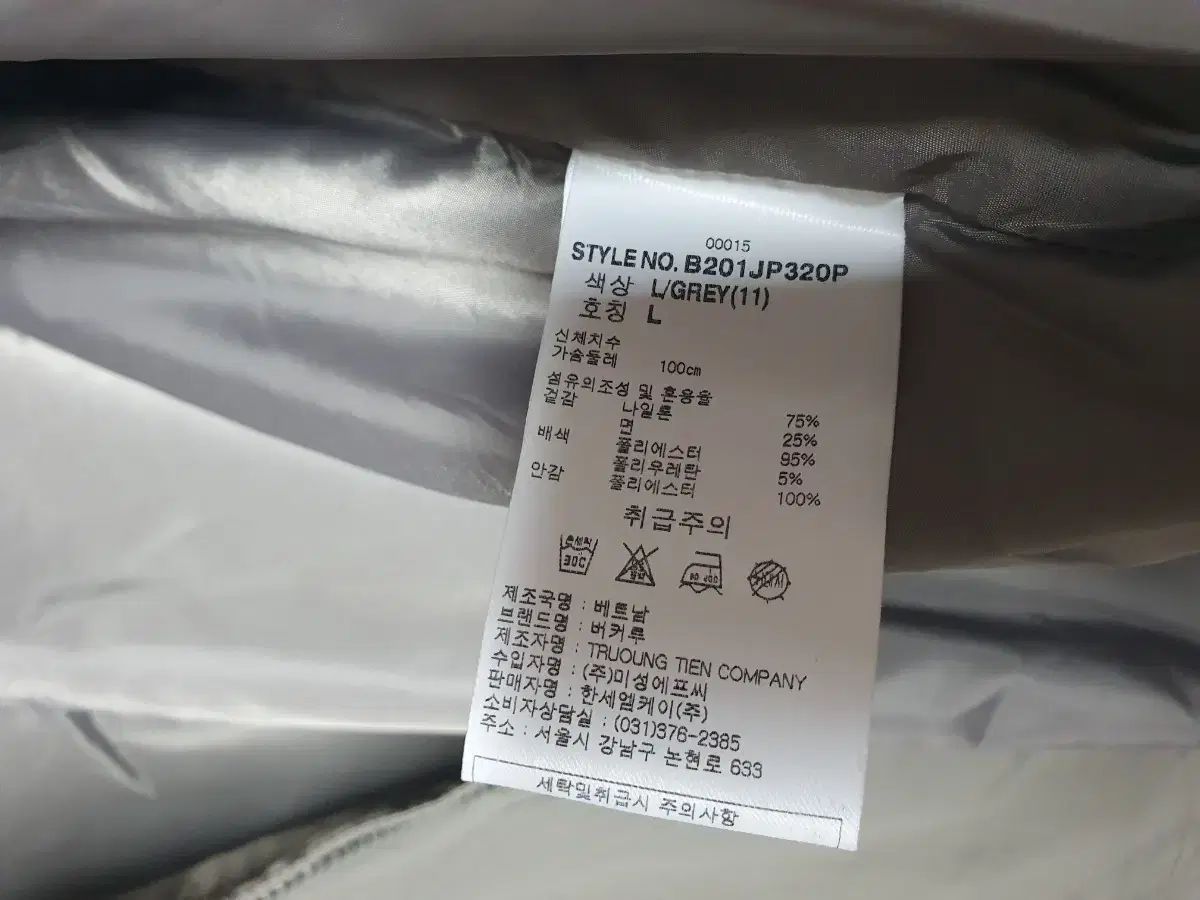 00015
STYLE NO. B201JP320P
색상 L/GREY(11)
호칭 L
신체치수
가슴둘레 100cm
섬유의조성 및 혼용율
겉감 나일론 75%
면 25%
배색 폴리에스터 95%
폴리우레탄 5%
안감 폴리에스터 100%
취급주의
손세탁
30C
제조국명 : 베트남
브랜드명 : 버커루
제조자명 : TRUOUNG TIEN COMPANY
수입자명 : (주)미성에프씨
판매자명 : 한세엠케이(주)
소비자상담실 : (031)376-2385
주소 : 서울시 강남구 논현로 633
세탁및취급시 주의사항